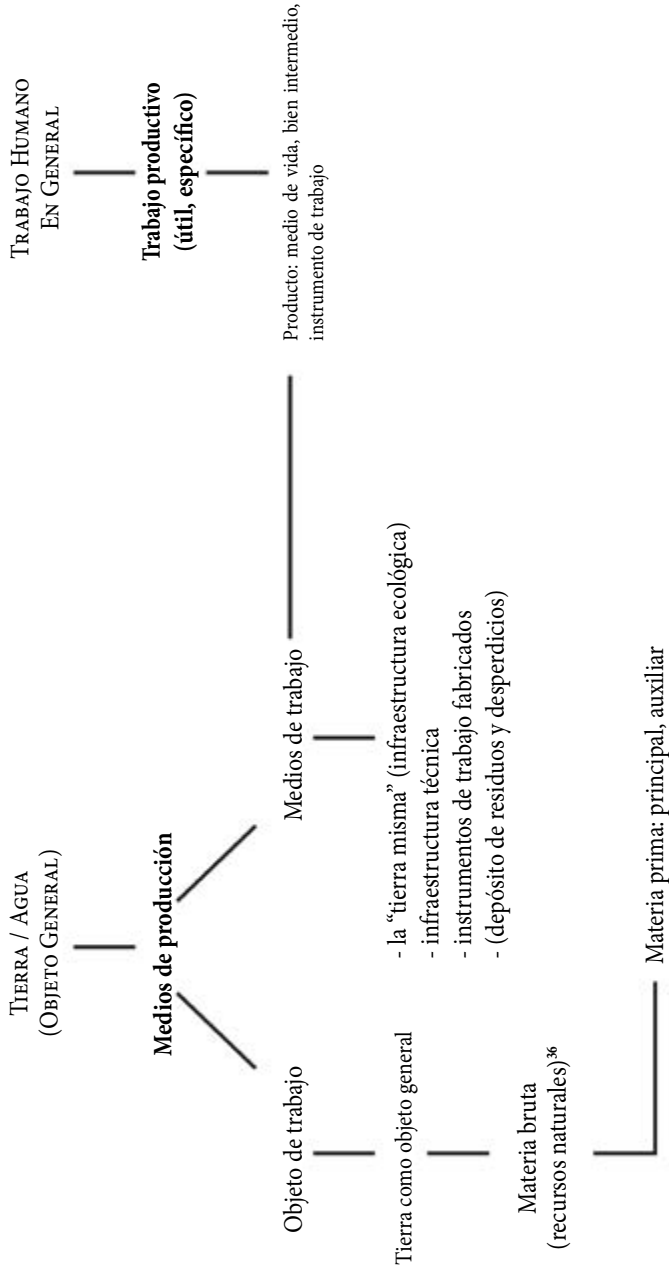 TIERRA / AGUA
(OBJETO GENERAL)
Medios de producción
Objeto de trabajo
Tierra como objeto general
Materia bruta
(recursos naturales)³⁶
Materia prima: principal, auxiliar
Medios de trabajo
- la “tierra misma” (infraestructura ecológica)
- infraestructura técnica
- instrumentos de trabajo fabricados
- (depósito de residuos y desperdicios)
TRABAJO HUMANO
EN GENERAL
Trabajo productivo
(útil, específico)
Producto: medio de vida, bien intermedio,
instrumento de trabajo